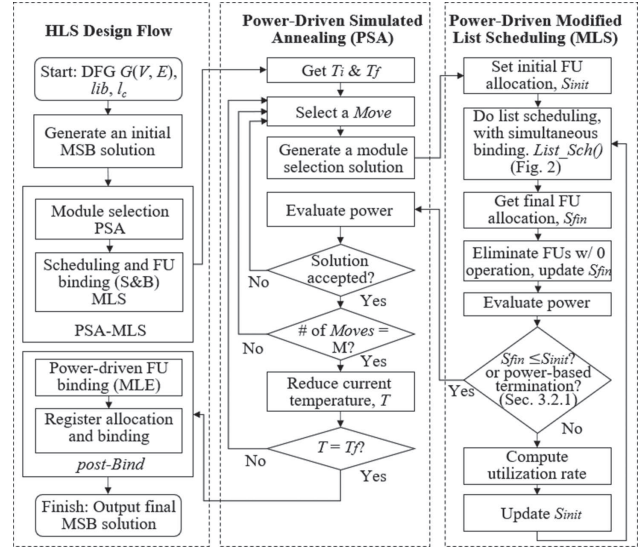 HLS Design Flow
Start: DFG G(V, E),
lib, lc
Generate an initial
MSB solution
Module selection
PSA
Scheduling and FU
binding (S&B)
MLS
PSA-MLS
Power-driven FU
binding (MLE)
Register allocation
and binding
post-Bind
Finish: Output final
MSB solution
Power-Driven Simulated
Annealing (PSA)
Get Ti & Tf
Select a Move
Generate a module
selection solution
Evaluate power
Solution
accepted?
No
Yes
# of Moves =
M?
No
Yes
Reduce current
temperature, T
T = Tf?
No
Yes
Power-Driven Modified
List Scheduling (MLS)
Set initial FU
allocation, Sinit
Do list scheduling,
with simultaneous
binding. List_Sch()
(Fig. 2)
Get final FU
allocation, Sfin
Eliminate FUs w/ 0
operation, update Sfin
Evaluate power
Sfin ≤Sinit?
or power-based
termination?
(Sec. 3.2.1)
Yes
No
Compute
utilization rate
Update Sinit